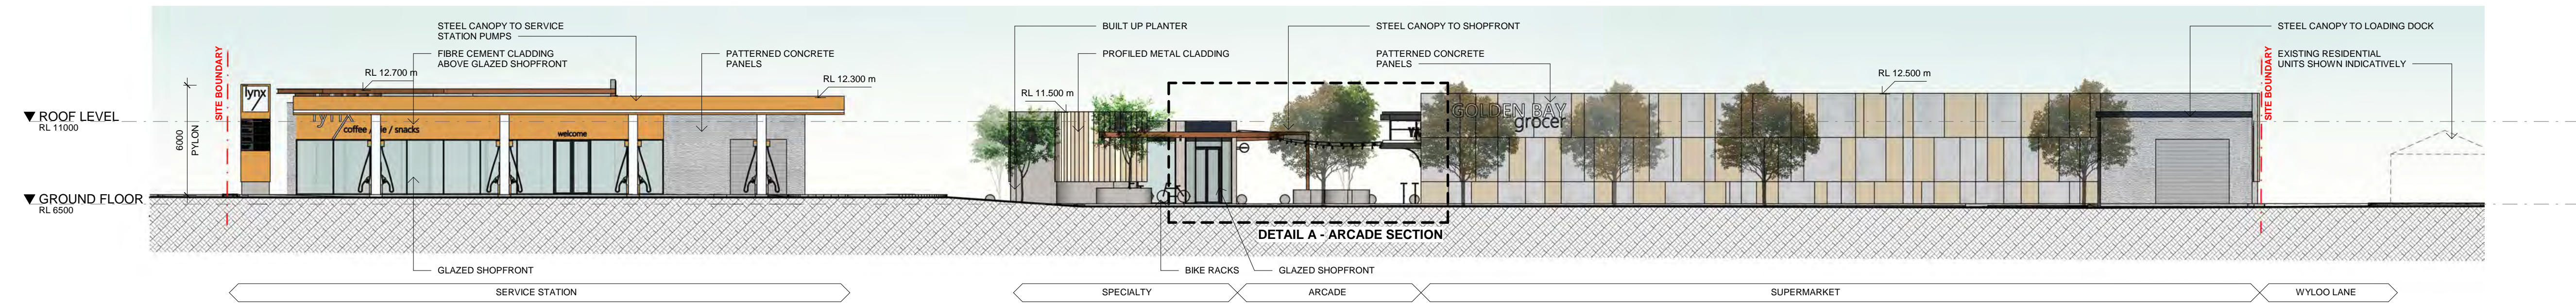 STEEL CANOPY TO SERVICE
STATION PUMPS
FIBRE CEMENT CLADDING
ABOVE GLAZED SHOPFRONT
PATTERNED CONCRETE
PANELS
BUILT UP PLANTER
PROFILED METAL CLADDING
STEEL CANOPY TO SHOPFRONT
PATTERNED CONCRETE
PANELS
STEEL CANOPY TO LOADING DOCK
EXISTING RESIDENTIAL
UNITS SHOWN INDICATIVELY
SITE BOUNDARY
RL 12.700 m
RL 12.300 m
RL 11.500 m
RL 12.500 m
SITE BOUNDARY
ROOF LEVEL
RL 11000
6000
PYLON
lynx
lynx
coffee / pie / snacks
welcome
GOLDEN BAY
grocer
GROUND FLOOR
RL 6500
DETAIL A - ARCADE SECTION
GLAZED SHOPFRONT
BIKE RACKS
GLAZED SHOPFRONT
SERVICE STATION
SPECIALTY
ARCADE
SUPERMARKET
WYLOO LANE